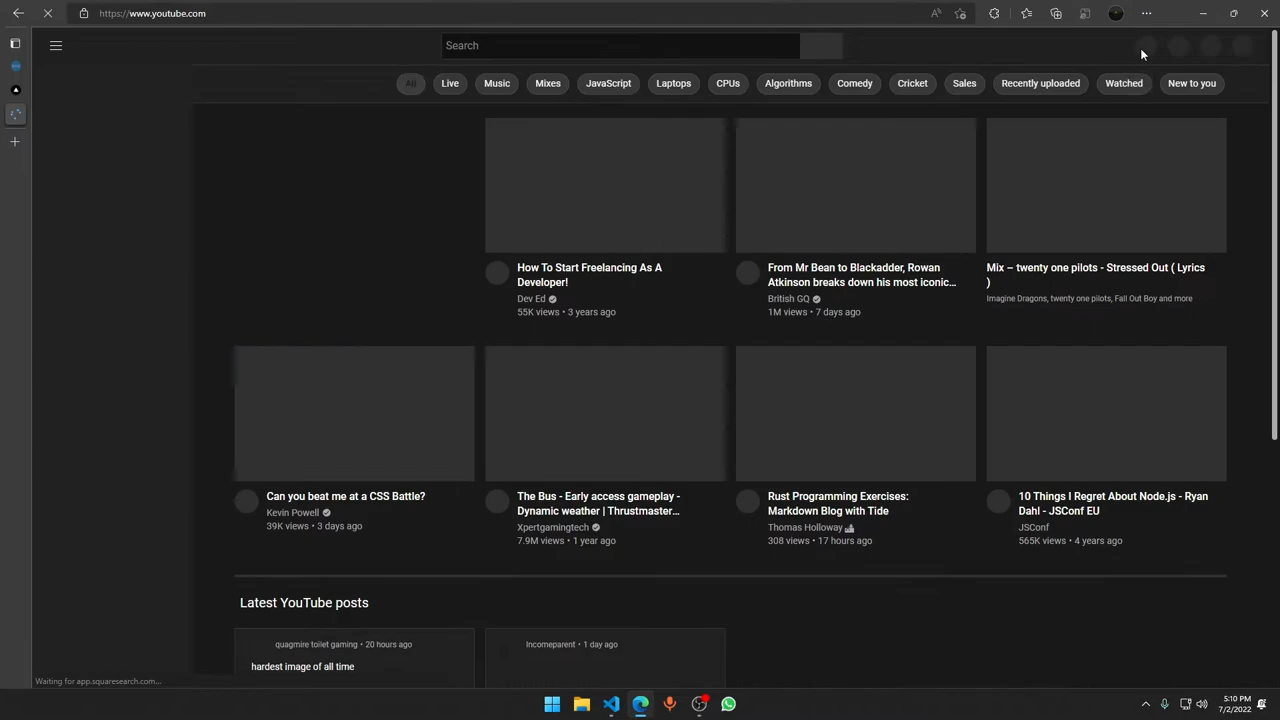 https://www.youtube.com
Search
All
Live
Music
Mixes
JavaScript
Laptops
CPUs
Algorithms
Comedy
Cricket
Sales
Recently uploaded
Watched
New to you
How To Start Freelancing As A
Developer!
Dev Ed
55K views • 3 years ago
From Mr Bean to Blackadder, Rowan
Atkinson breaks down his most iconic...
British GQ
1M views • 7 days ago
Mix – twenty one pilots - Stressed Out ( Lyrics
)
Imagine Dragons, twenty one pilots, Fall Out Boy and more
Can you beat me at a CSS Battle?
Kevin Powell
39K views • 3 days ago
The Bus - Early access gameplay -
Dynamic weather | Thrustmaster...
Xpertgamingtech
7.9M views • 1 year ago
Rust Programming Exercises:
Markdown Blog with Tide
Thomas Holloway
308 views • 17 hours ago
10 Things I Regret About Node.js - Ryan
Dahl - JSConf EU
JSConf
565K views • 4 years ago
Latest YouTube posts
quagmire toilet gaming • 20 hours ago
hardest image of all time
Incomeparent • 1 day ago
Waiting for app.squaresearch.com...
5:10 PM
7/2/2022